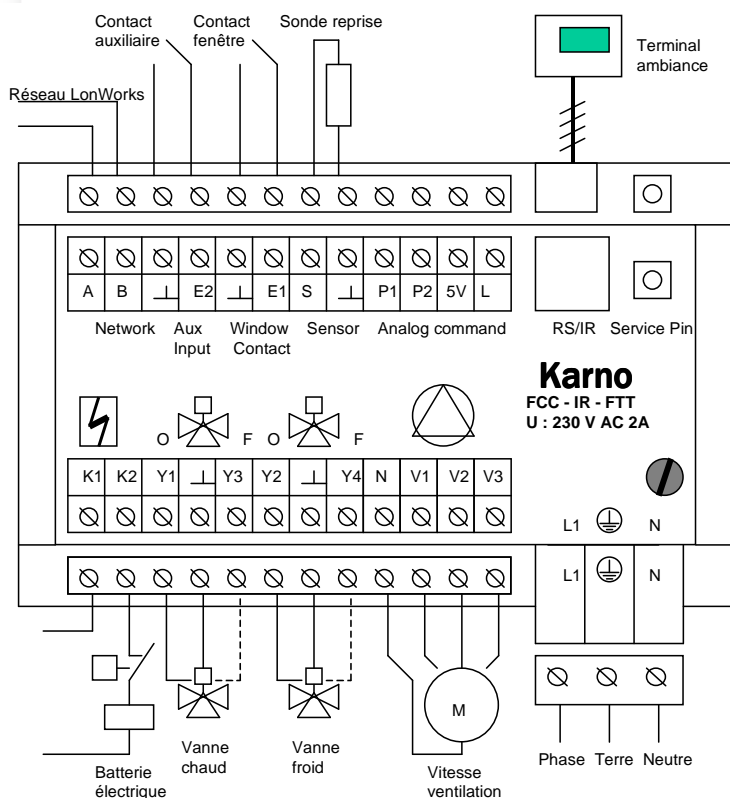 Contact auxiliaire
Contact fenêtre
Sonde reprise
Terminal ambiance
Réseau LonWorks
A B E2 E1 S P1 P2 5V L
Network Aux Input Window Contact Sensor Analog command RS/IR Service Pin
Karno
FCC - IR - FTT
U : 230 V AC 2A
O F O F
K1 K2 Y1 Y3 Y2 Y4 N V1 V2 V3
L1 N
L1 N
M
Phase Terre Neutre
Batterie électrique
Vanne chaud
Vanne froid
Vitesse ventilation